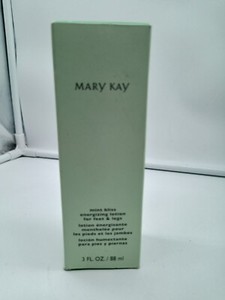 MARY KAY
mint bliss
energizing lotion
for feet & legs
lotion énergisante
mentholée pour
les pieds et les jambes
loción humectante
para pies y piernas
3 FL. OZ. / 88 ml